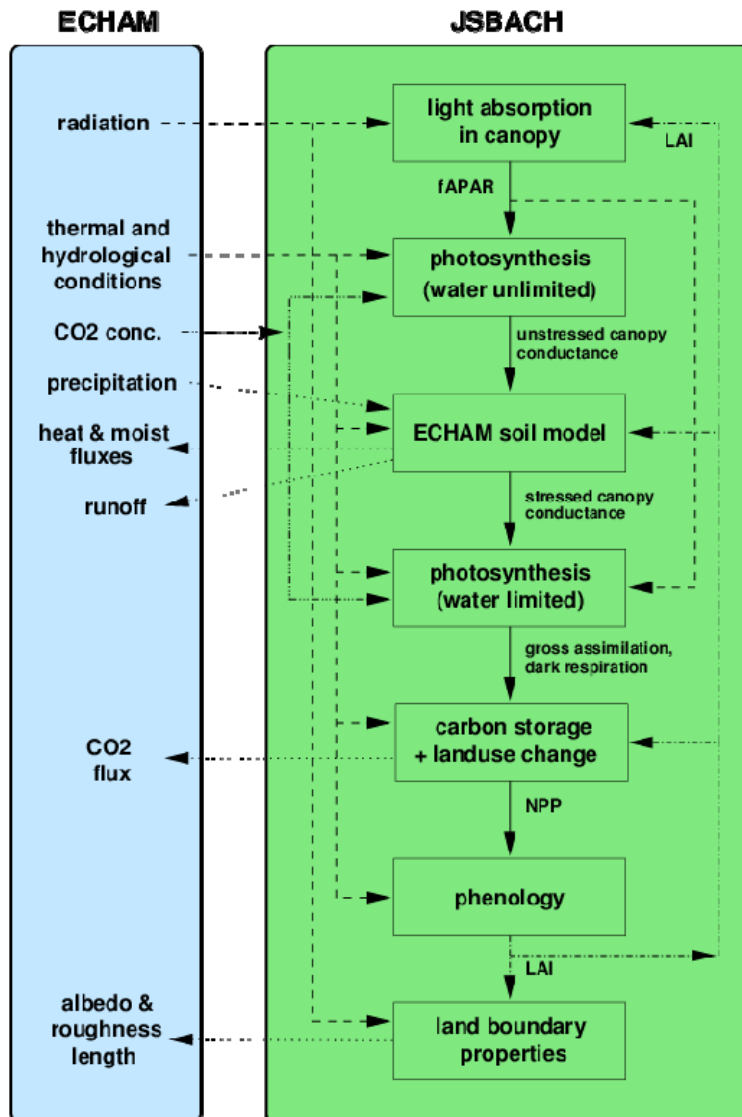 ECHAM
JSBACH
radiation
light absorption
in canopy
LAI
fAPAR
thermal and
hydrological
conditions
photosynthesis
(water unlimited)
CO2 conc.
unstressed canopy
conductance
precipitation
ECHAM soil model
heat & moist
fluxes
runoff
stressed canopy
conductance
photosynthesis
(water limited)
gross assimilation,
dark respiration
carbon storage
+ landuse change
CO2
flux
NPP
phenology
LAI
albedo &
roughness
length
land boundary
properties